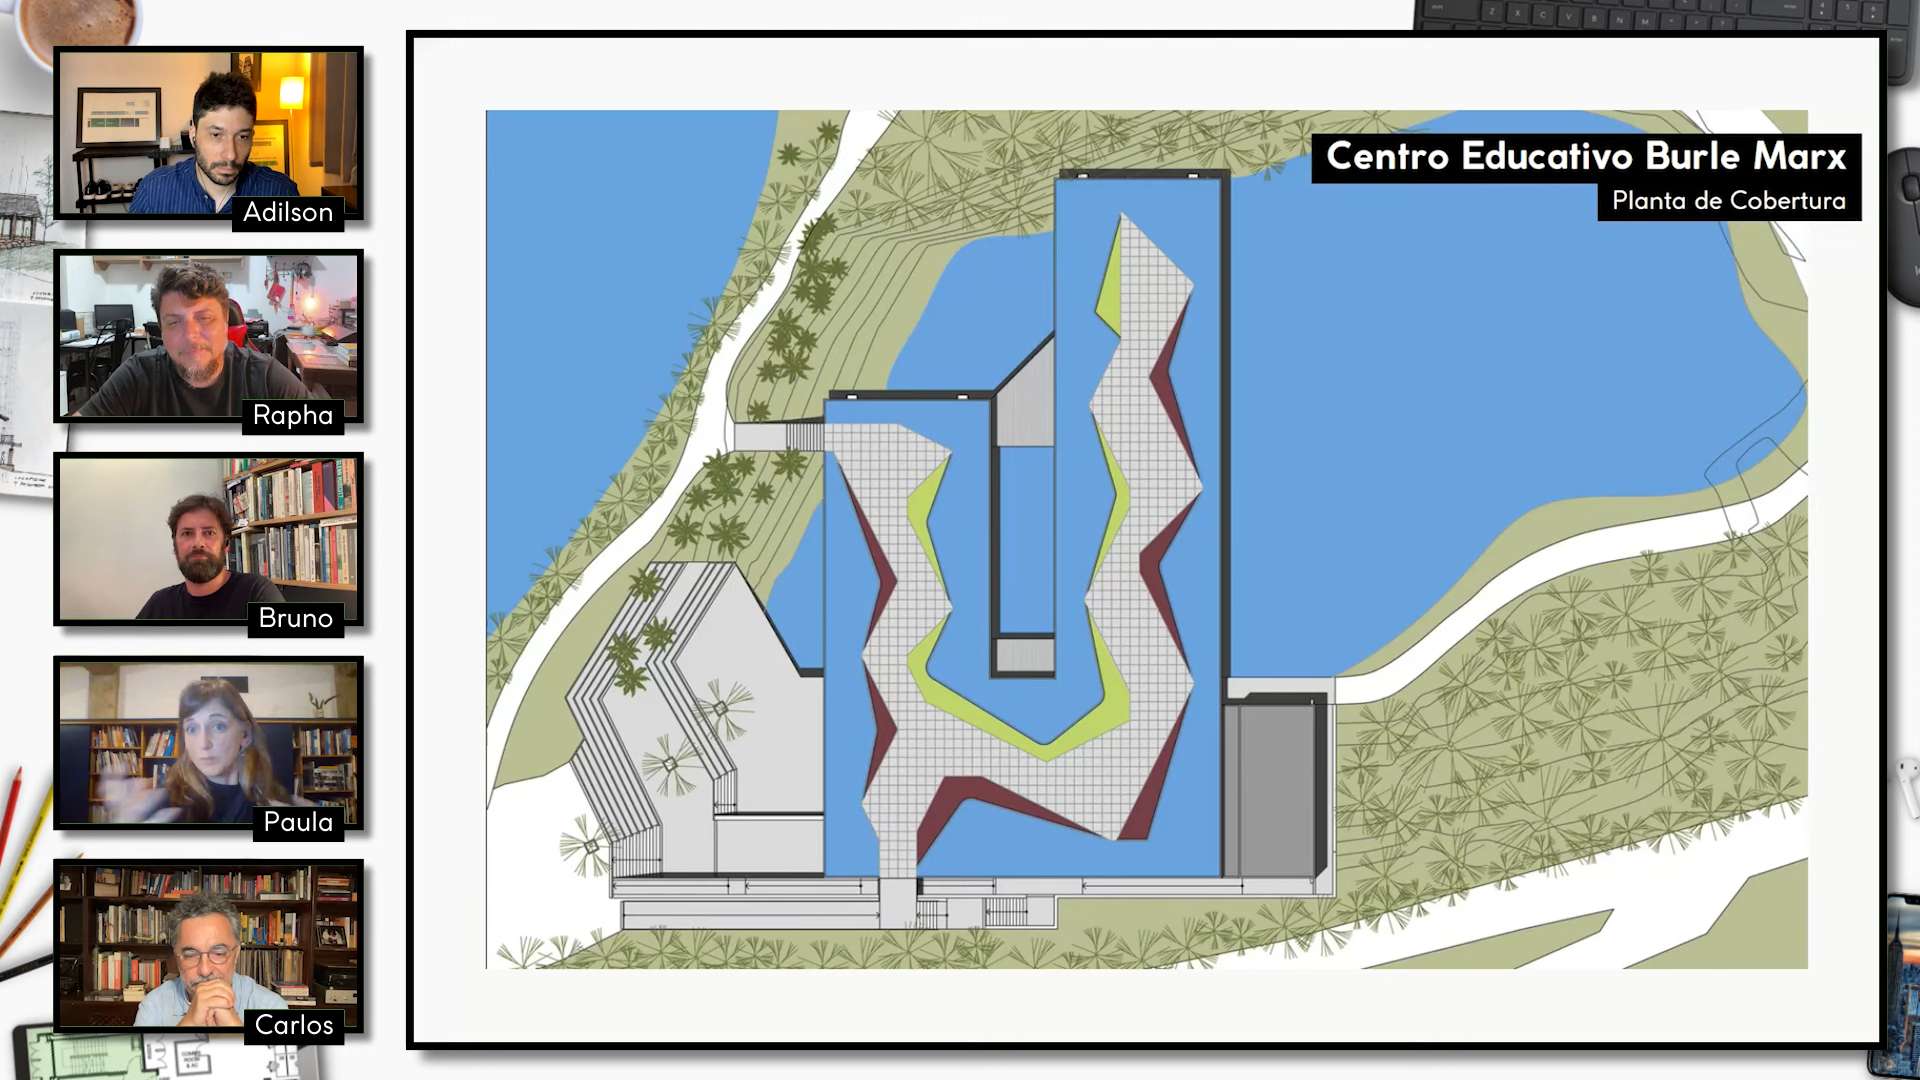 Adilson
Rapha
Bruno
Paula
Carlos
Centro Educativo Burle Marx
Planta de Cobertura